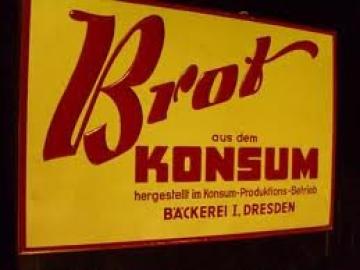 Brot
aus dem
KONSUM
hergestellt im Konsum-Produktions-Betrieb
BÄCKEREI I, DRESDEN